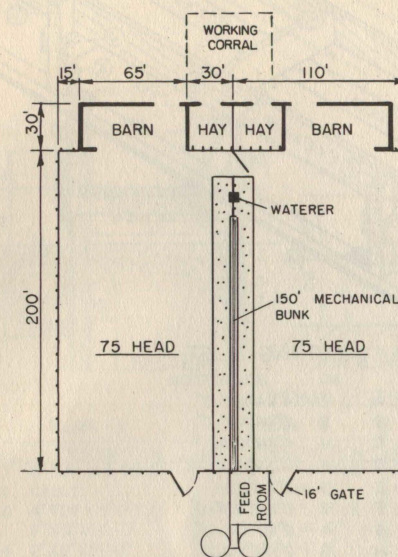 WORKING
CORRAL
15'
65'
30'
110'
30'
BARN
HAY
HAY
BARN
WATERER
200'
150' MECHANICAL
BUNK
75 HEAD
75 HEAD
FEED
ROOM
16' GATE